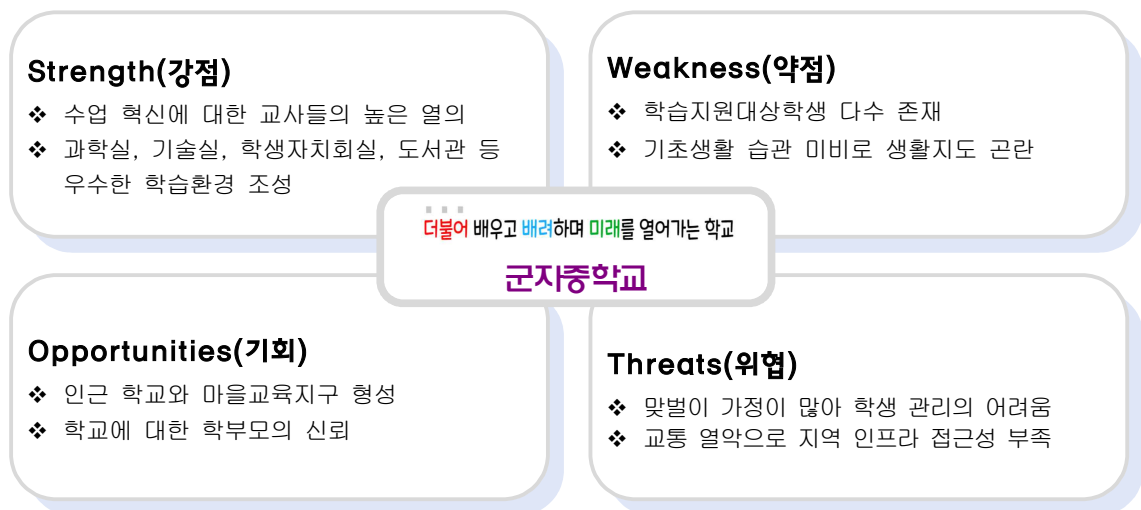 Strength(강점)
❖ 수업 혁신에 대한 교사들의 높은 열의
❖ 과학실, 기술실, 학생자치회실, 도서관 등
우수한 학습환경 조성
Weakness(약점)
❖ 학습지원대상학생 다수 존재
❖ 기초생활 습관 미비로 생활지도 곤란
더불어 배우고 배려하며 미래를 열어가는 학교
군자중학교
Opportunities(기회)
❖ 인근 학교와 마을교육지구 형성
❖ 학교에 대한 학부모의 신뢰
Threats(위협)
❖ 맞벌이 가정이 많아 학생 관리의 어려움
❖ 교통 열악으로 지역 인프라 접근성 부족